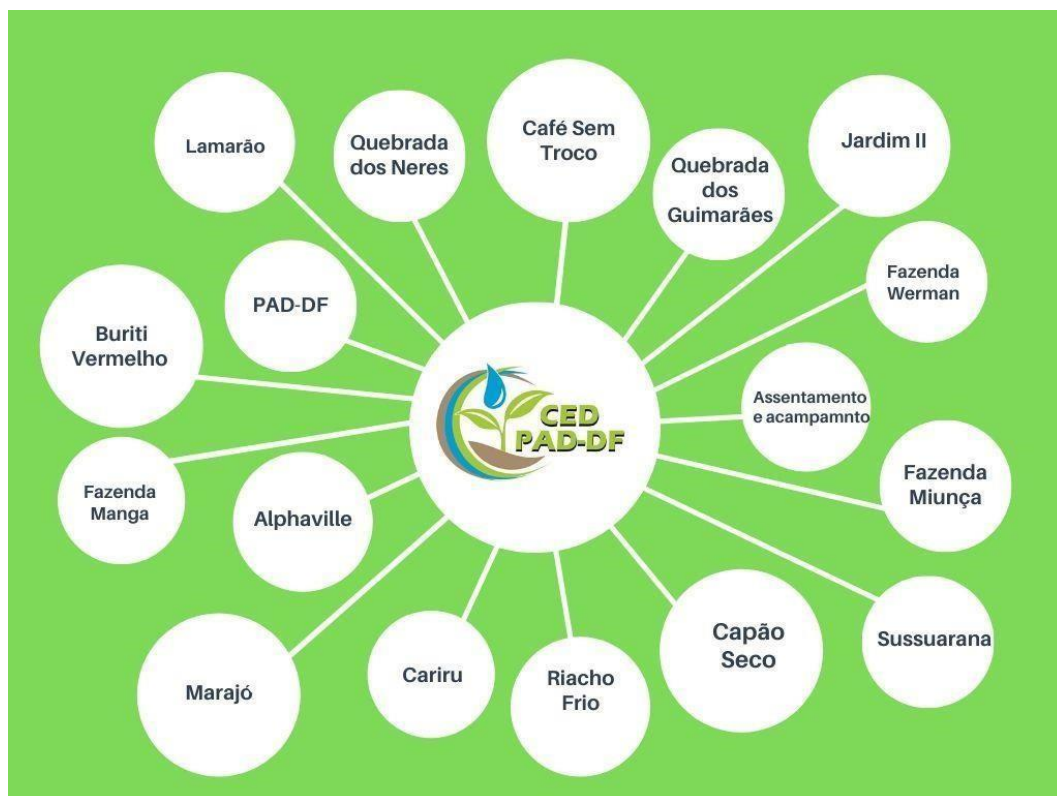 Lamarão
Quebrada
dos Neres
Café Sem
Troco
Quebrada
dos
Guimarães
Jardim II
Fazenda
Werman
PAD-DF
Buriti
Vermelho
CED
PAD-DF
Assentamento
e acampamnto
Fazenda
Manga
Alphaville
Fazenda
Miunça
Marajó
Cariru
Riacho
Frio
Capão
Seco
Sussuarana